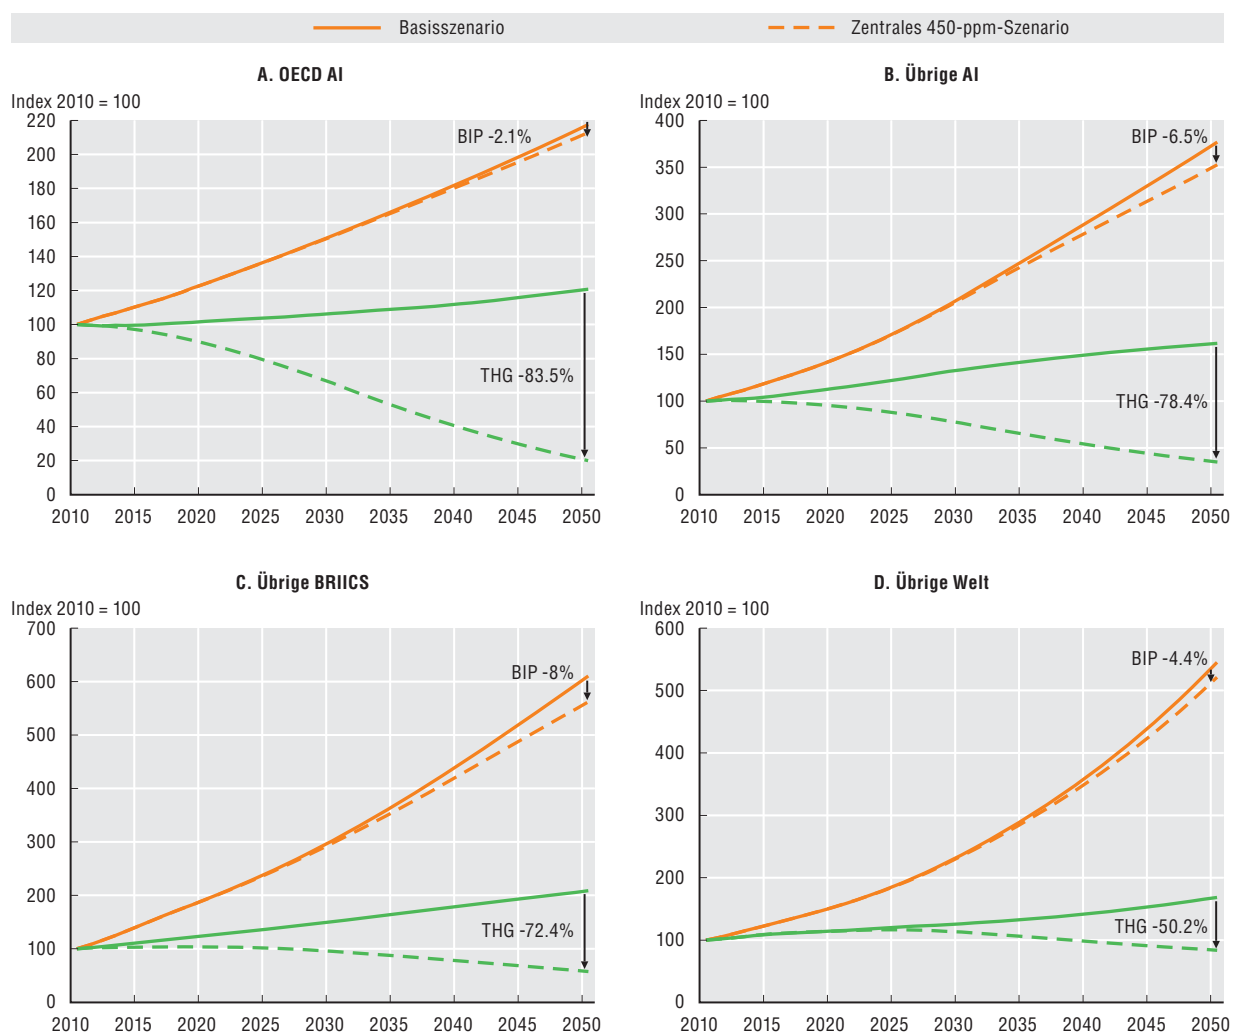 Basisszenario Zentrales 450-ppm-Szenario
A. OECD AI
Index 2010 = 100
220
200
180
160
140
120
100
80
60
40
20
0
BIP -2.1%
THG -83.5%
2010 2015 2020 2025 2030 2035 2040 2045 2050
B. Übrige AI
Index 2010 = 100
400
350
300
250
200
150
100
50
0
BIP -6.5%
THG -78.4%
2010 2015 2020 2025 2030 2035 2040 2045 2050
C. Übrige BRIICS
Index 2010 = 100
700
600
500
400
300
200
100
0
BIP -8%
THG -72.4%
2010 2015 2020 2025 2030 2035 2040 2045 2050
D. Übrige Welt
Index 2010 = 100
600
500
400
300
200
100
0
BIP -4.4%
THG -50.2%
2010 2015 2020 2025 2030 2035 2040 2045 2050